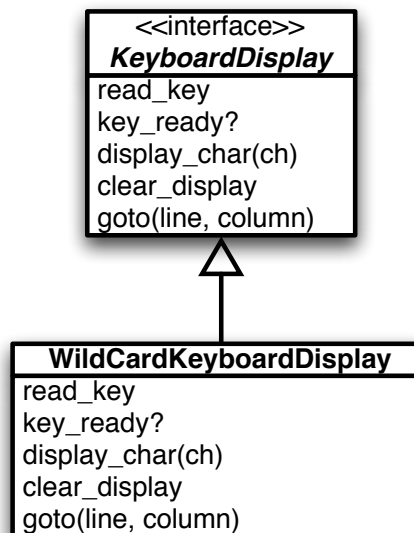 <<interface>>
KeyboardDisplay
read_key
key_ready?
display_char(ch)
clear_display
goto(line, column)
WildCardKeyboardDisplay
read_key
key_ready?
display_char(ch)
clear_display
goto(line, column)